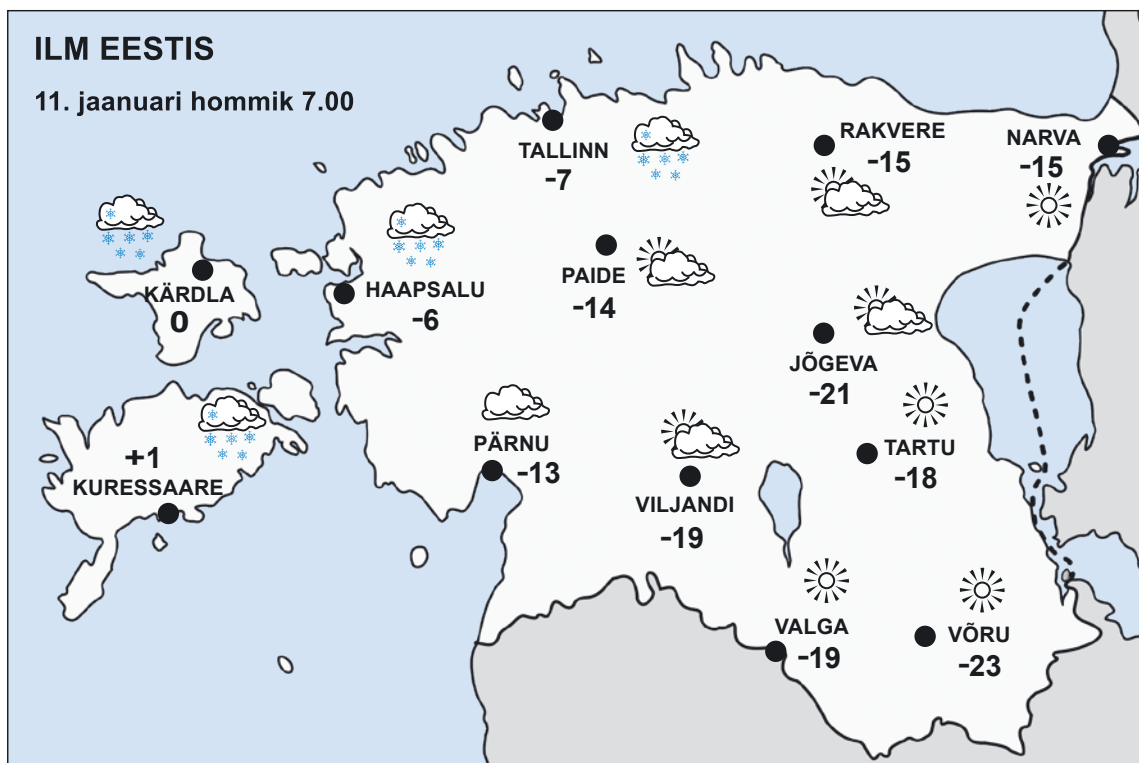 ILM EESTIS
11. jaanuari hommik 7.00
TALLINN
-7
RAKVERE
-15
NARVA
-15
KÄRDLA
0
HAAPSALU
-6
PAIDE
-14
JÕGEVA
-21
+1
KURESSAARE
PÄRNU
-13
VILJANDI
-19
TARTU
-18
VALGA
-19
VÕRU
-23